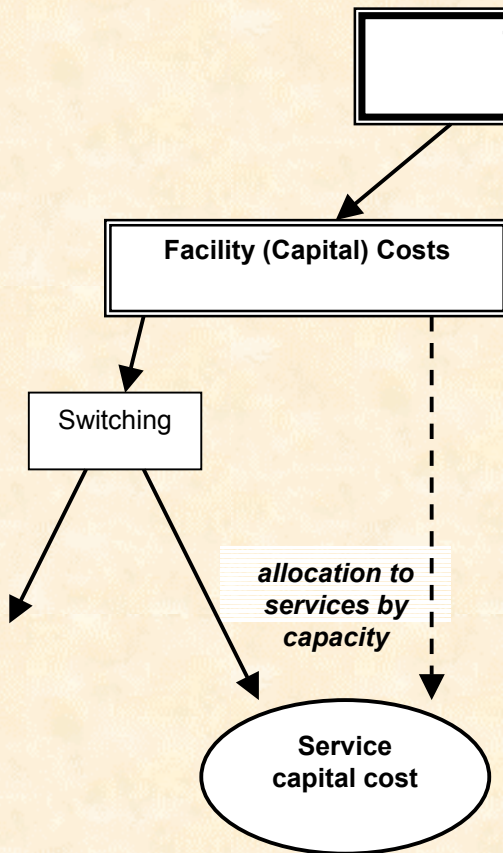 Facility (Capital) Costs
Switching
allocation to
services by
capacity
Service
capital cost